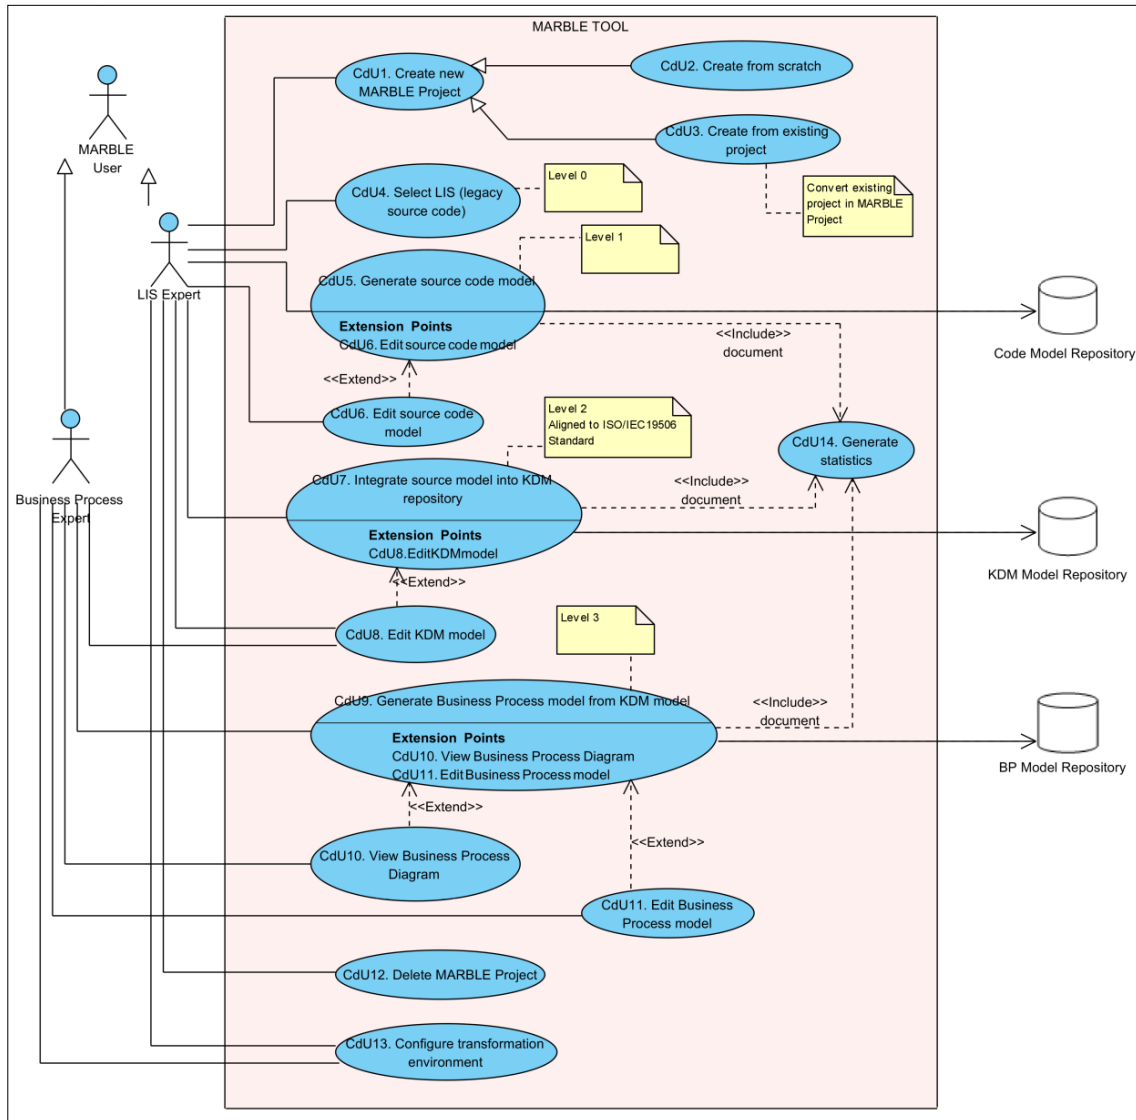 MARBLE TOOL
CdU1. Create new
MARBLE Project
CdU2. Create from scratch
CdU3. Create from existing
project
MARBLE
User
CdU4. Select LIS (legacy
source code)
Level 0
Convert existing
project in MARBLE
Project
Level 1
LIS Expert
CdU5. Generate source code model
Extension Points
CdU6. Edit source code model
<<Include>>
document
Code Model Repository
<<Extend>>
CdU6. Edit source code
model
Level 2
Aligned to ISO/IEC19506
Standard
CdU14. Generate
statistics
CdU7. Integrate source model into KDM
repository
<<Include>>
document
Business Process
Expert
Extension Points
CdU8.EditKDMmodel
KDM Model Repository
<<Extend>>
CdU8. Edit KDM model
Level 3
CdU9. Generate Business Process model from KDM model
<<Include>>
document
Extension Points
CdU10. View Business Process Diagram
CdU11. Edit Business Process model
BP Model Repository
<<Extend>>
<<Extend>>
CdU10. View Business Process
Diagram
CdU11. Edit Business
Process model
CdU12. Delete MARBLE Project
CdU13. Configure transformation
environment